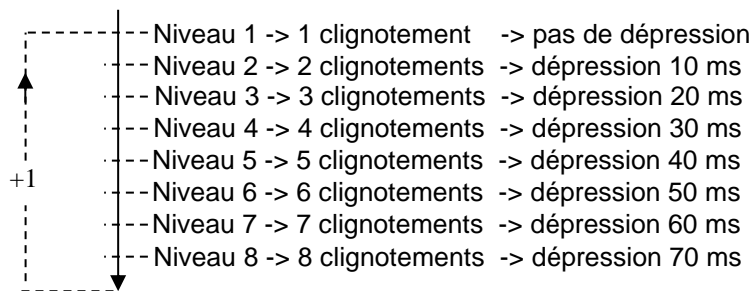 Niveau 1 -> 1 clignotement -> pas de dépression
Niveau 2 -> 2 clignotements -> dépression 10 ms
Niveau 3 -> 3 clignotements -> dépression 20 ms
Niveau 4 -> 4 clignotements -> dépression 30 ms
Niveau 5 -> 5 clignotements -> dépression 40 ms
+1
Niveau 6 -> 6 clignotements -> dépression 50 ms
Niveau 7 -> 7 clignotements -> dépression 60 ms
Niveau 8 -> 8 clignotements -> dépression 70 ms